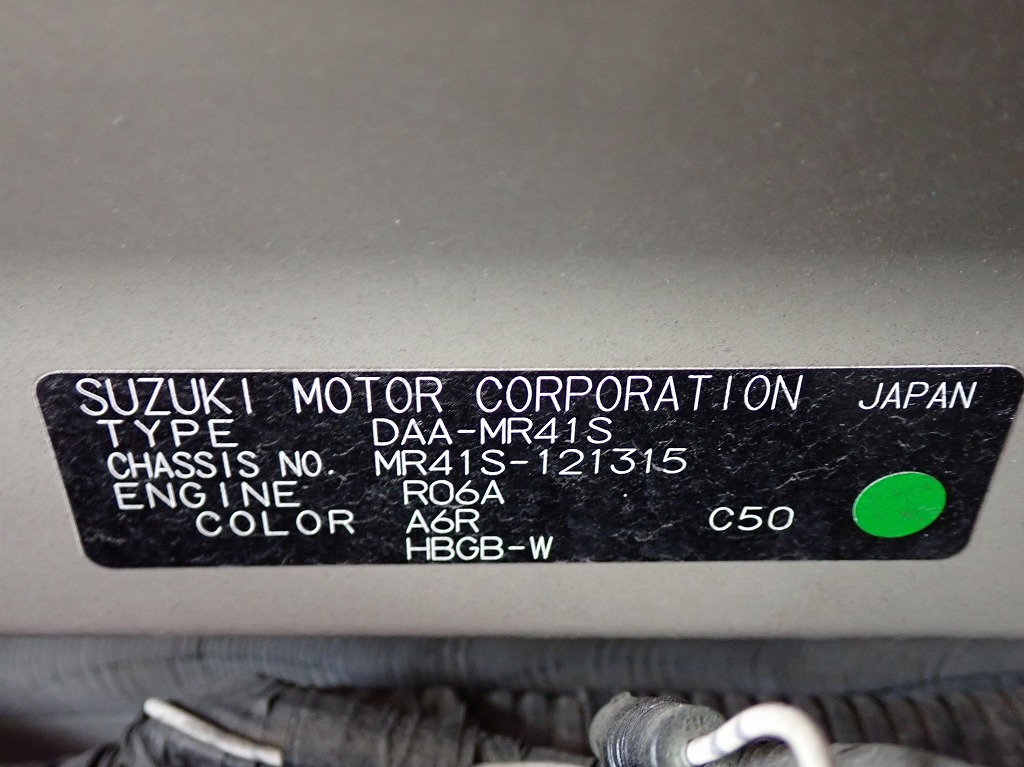 SUZUKI MOTOR CORPORATION JAPAN
TYPE DAA-MR41S
CHASSIS NO. MR41S-121315
ENGINE R06A
COLOR A6R C50
HBGB-W